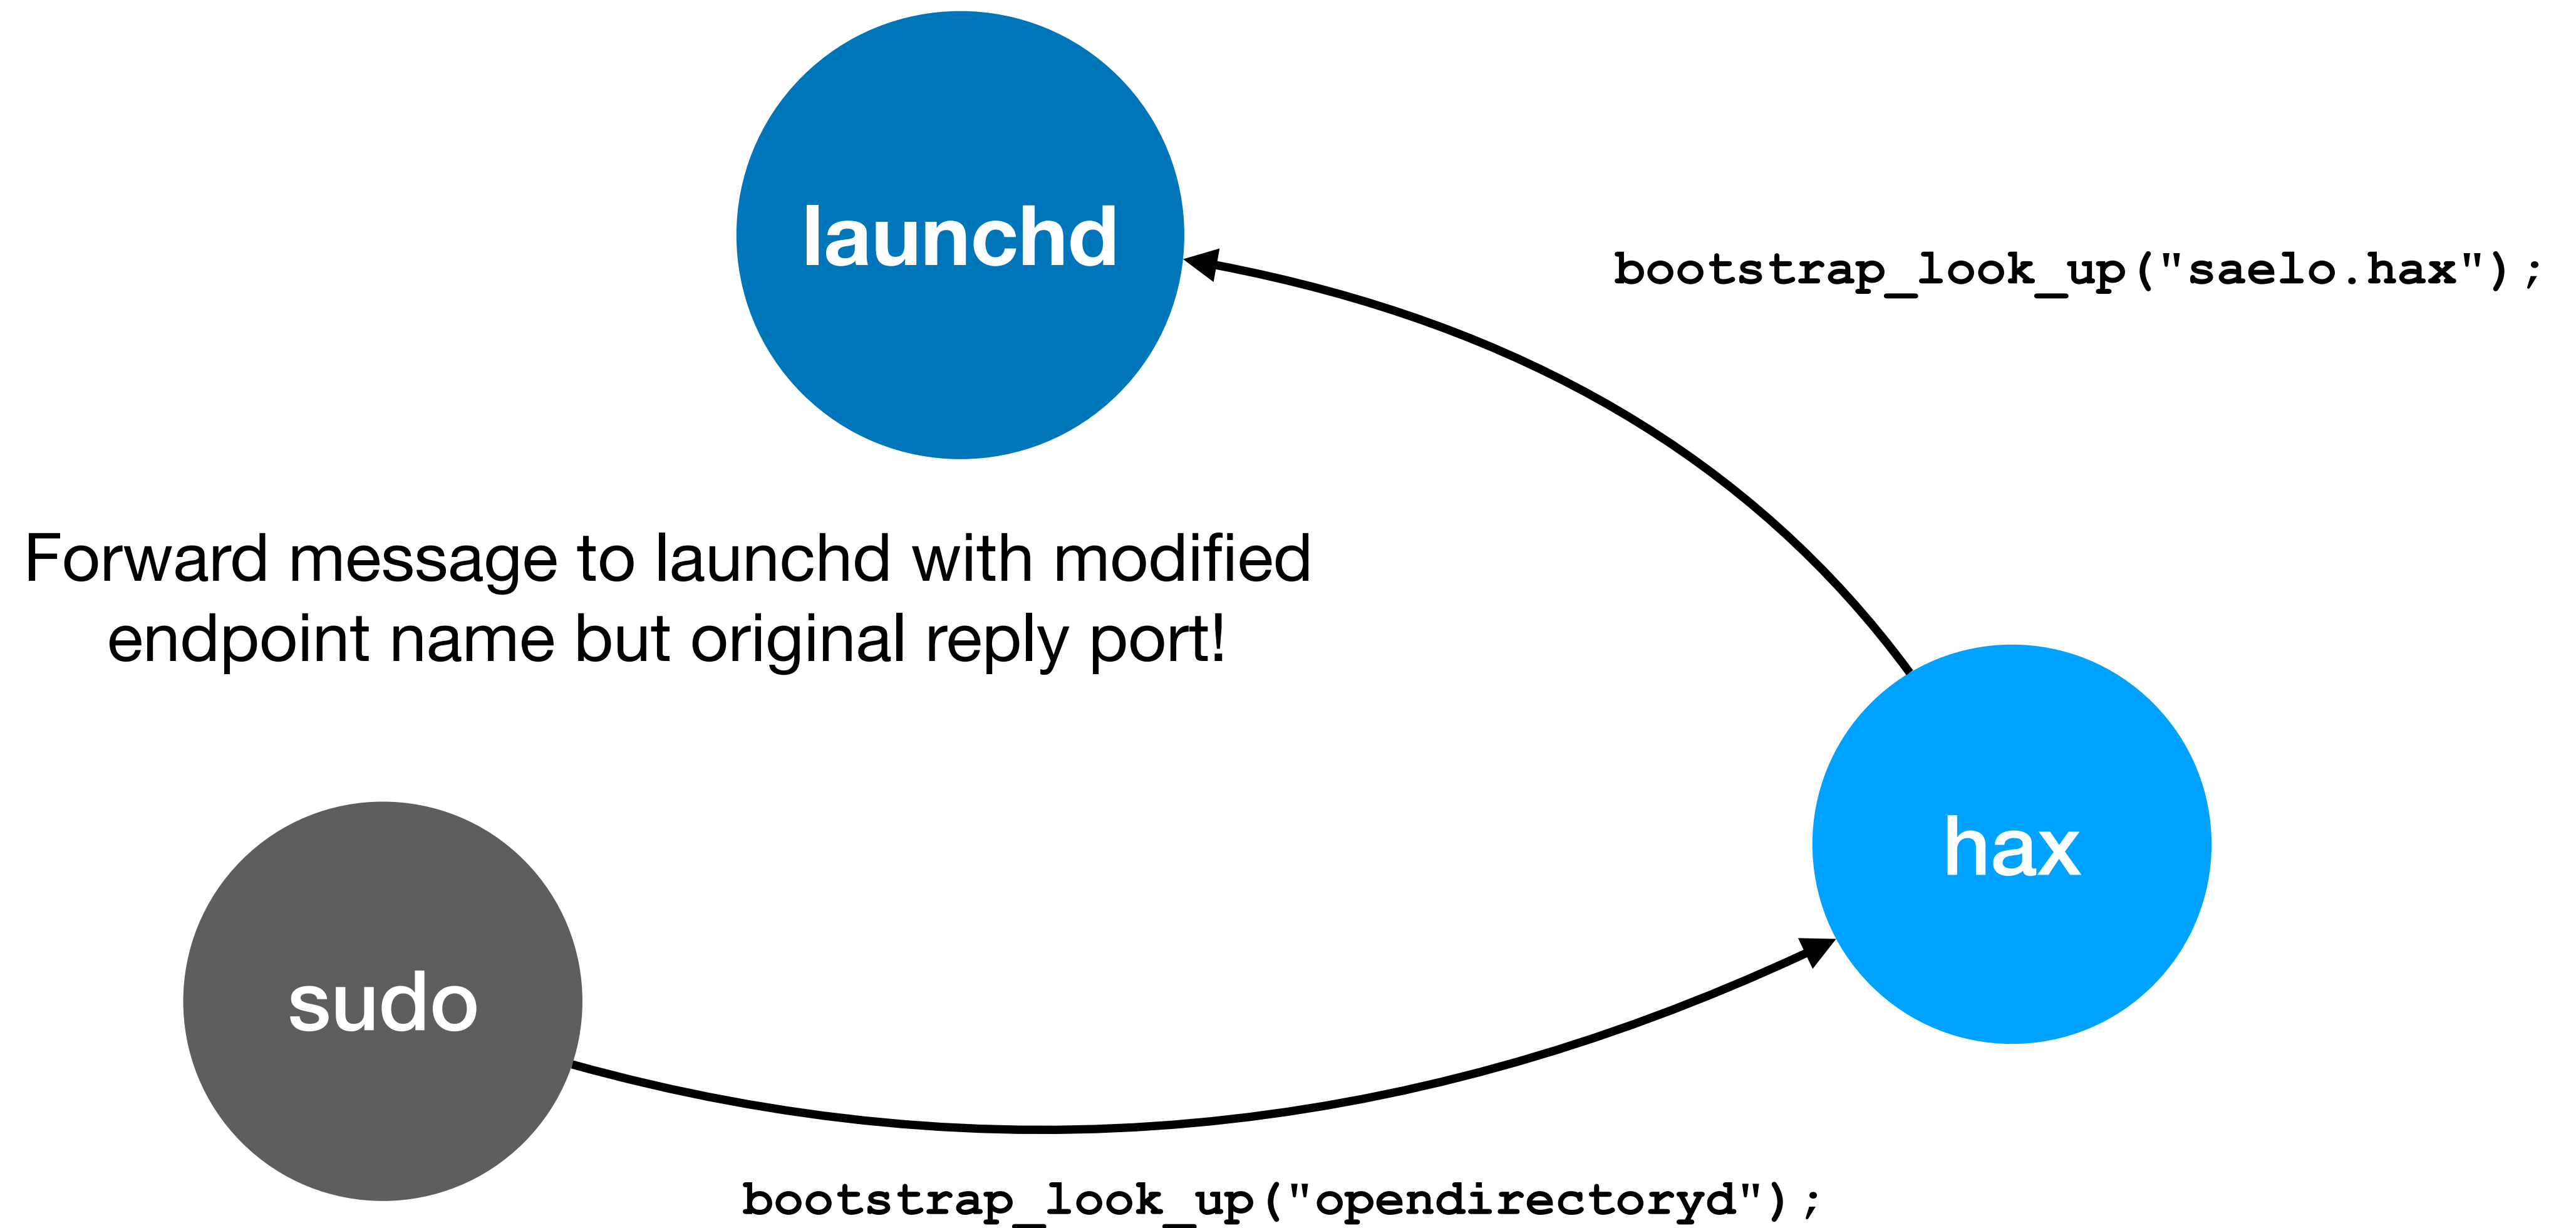 launchd
bootstrap_look_up("saelo.hax");
Forward message to launchd with modified
endpoint name but original reply port!
hax
sudo
bootstrap_look_up("opendirectoryd");